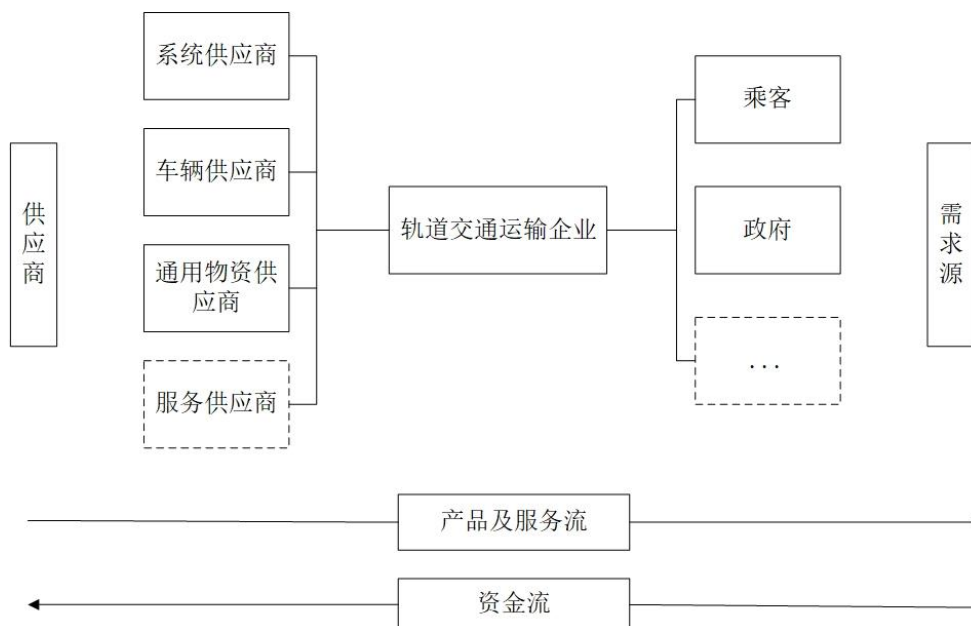 系统供应商
车辆供应商
通用物资供
应商
服务供应商
供应商
轨道交通运输企业
乘客
政府
...
需求源
产品及服务流
资金流